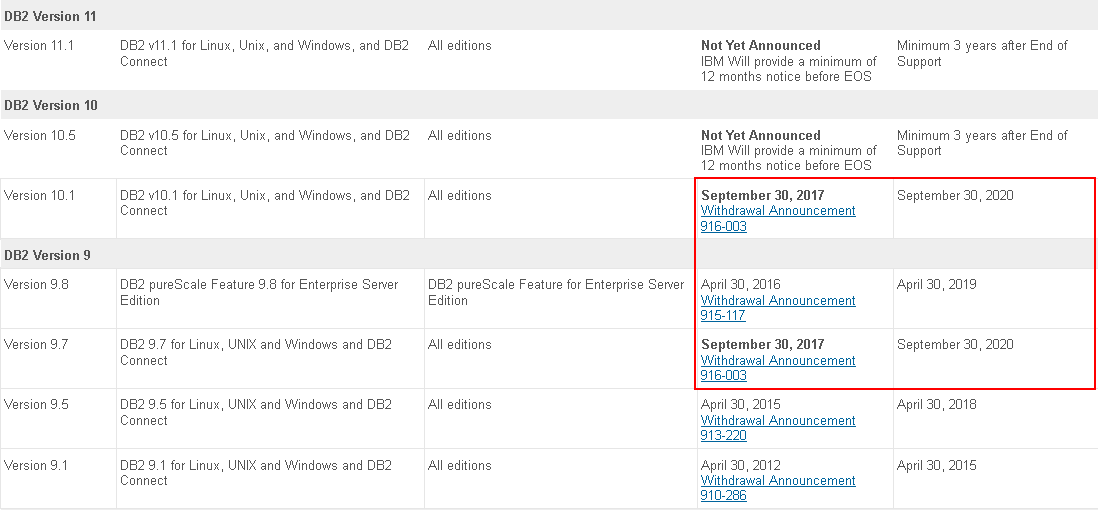 DB2 Version 11
Version 11.1
DB2 v11.1 for Linux, Unix, and Windows, and DB2
Connect
All editions
Not Yet Announced
IBM Will provide a minimum of
12 months notice before EOS
Minimum 3 years after End of
Support
DB2 Version 10
Version 10.5
DB2 v10.5 for Linux, Unix, and Windows, and DB2
Connect
All editions
Not Yet Announced
IBM Will provide a minimum of
12 months notice before EOS
Minimum 3 years after End of
Support
Version 10.1
DB2 v10.1 for Linux, Unix, and Windows, and DB2
Connect
All editions
September 30, 2017
Withdrawal Announcement
916-003
September 30, 2020
DB2 Version 9
Version 9.8
DB2 pureScale Feature 9.8 for Enterprise Server
Edition
DB2 pureScale Feature for Enterprise Server
Edition
April 30, 2016
Withdrawal Announcement
915-117
April 30, 2019
Version 9.7
DB2 9.7 for Linux, UNIX and Windows and DB2
Connect
All editions
September 30, 2017
Withdrawal Announcement
916-003
September 30, 2020
Version 9.5
DB2 9.5 for Linux, UNIX and Windows and DB2
Connect
All editions
April 30, 2015
Withdrawal Announcement
913-220
April 30, 2018
Version 9.1
DB2 9.1 for Linux, UNIX and Windows and DB2
Connect
All editions
April 30, 2012
Withdrawal Announcement
910-286
April 30, 2015